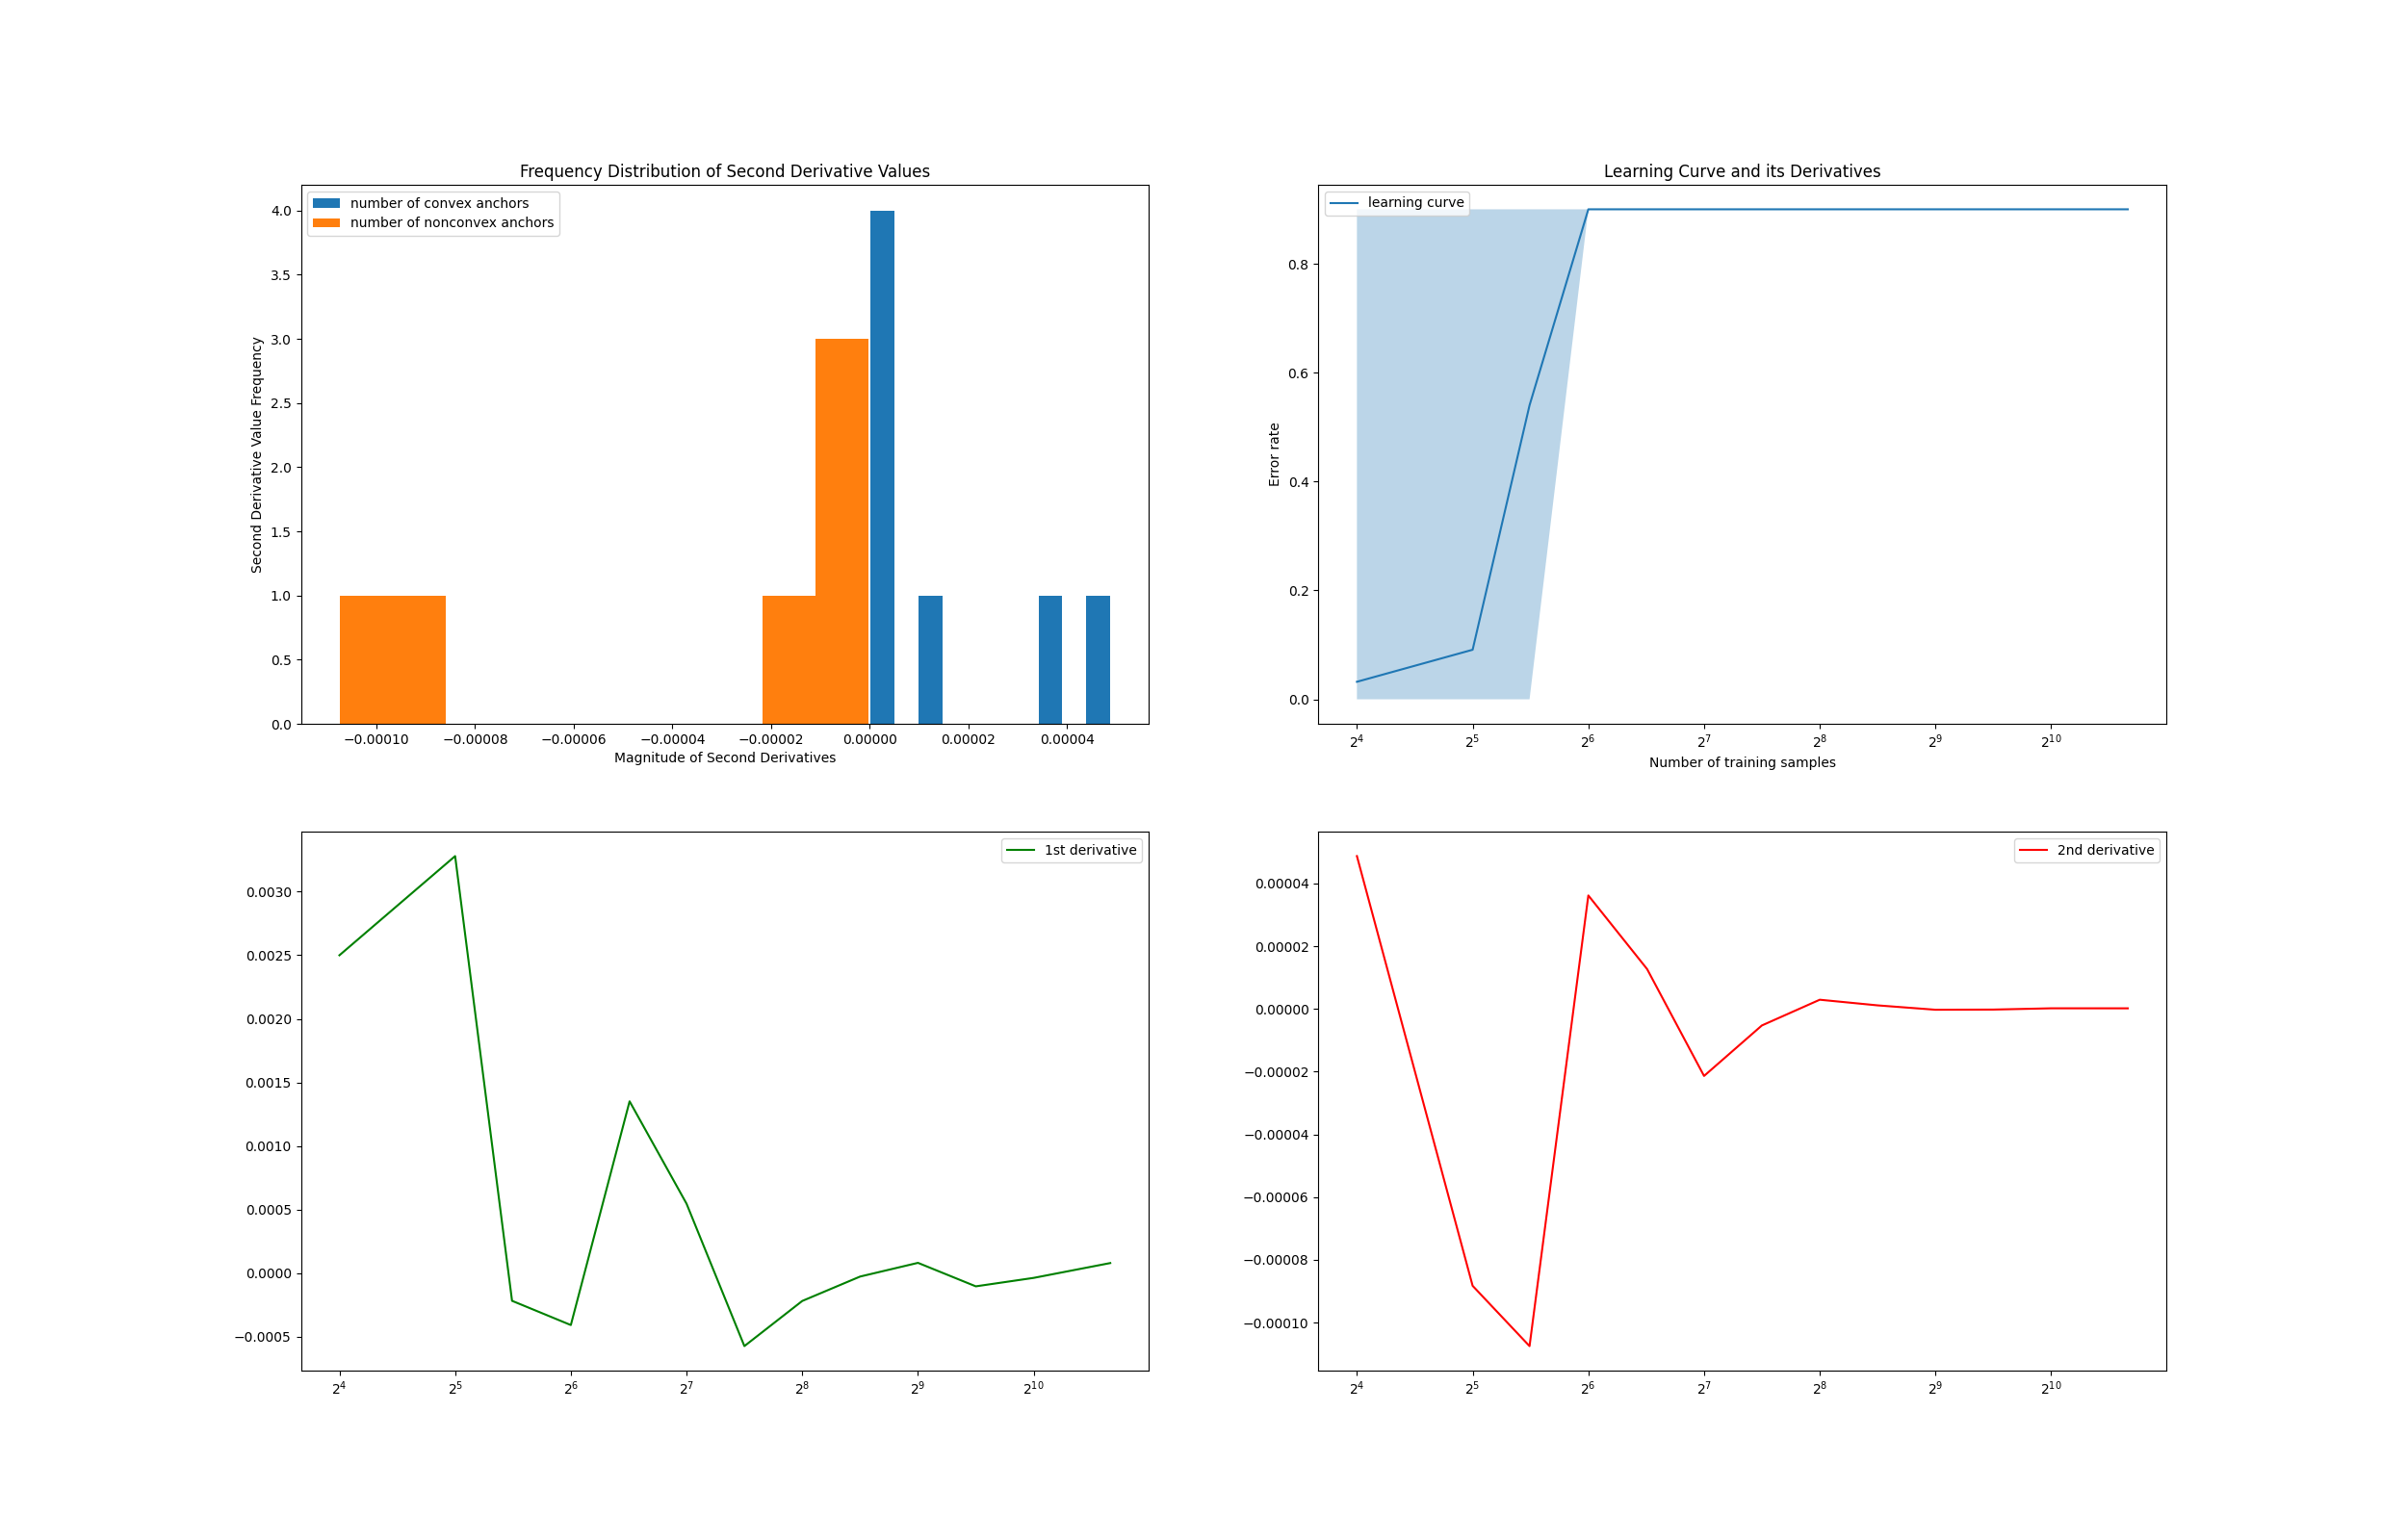 Frequency Distribution of Second Derivative Values
number of convex anchors
number of nonconvex anchors
4.0
3.5
3.0
2.5
2.0
1.5
1.0
0.5
0.0
Second Derivative Value Frequency
−0.00010 −0.00008 −0.00006 −0.00004 −0.00002 0.00000 0.00002 0.00004
Magnitude of Second Derivatives
Learning Curve and its Derivatives
learning curve
0.8
0.6
0.4
0.2
0.0
Error rate
2^4 2^5 2^6 2^7 2^8 2^9 2^10
Number of training samples
1st derivative
0.0030
0.0025
0.0020
0.0015
0.0010
0.0005
0.0000
−0.0005
2^4 2^5 2^6 2^7 2^8 2^9 2^10
2nd derivative
0.00004
0.00002
0.00000
−0.00002
−0.00004
−0.00006
−0.00008
−0.00010
2^4 2^5 2^6 2^7 2^8 2^9 2^10